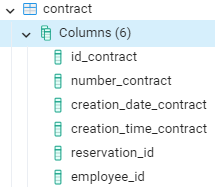 contract
Columns (6)
id_contract
number_contract
creation_date_contract
creation_time_contract
reservation_id
employee_id